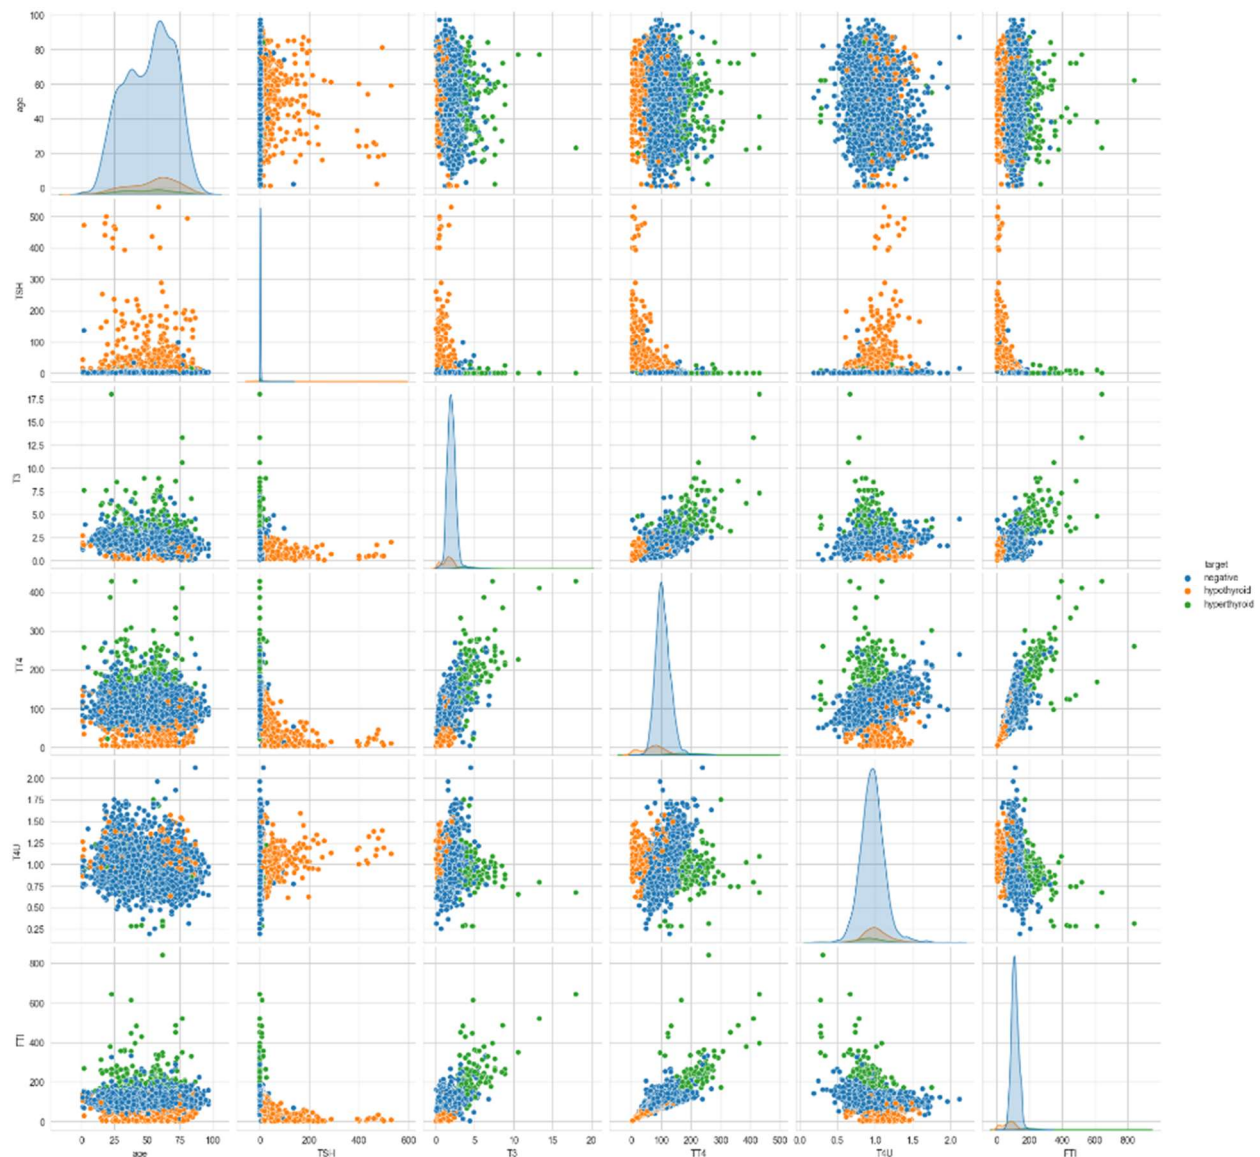 100
80
60
40
20
0
age
500
400
300
200
100
0
TSH
17.5
15.0
12.5
10.0
7.5
5.0
2.5
0.0
T3
400
300
200
100
0
TT4
2.00
1.75
1.50
1.25
1.00
0.75
0.50
0.25
T4U
800
600
400
200
0
FTI
0 25 50 75 100
age
0 200 400 600
TSH
0 5 10 15 20
T3
0 100 200 300 400 500
TT4
0.0 0.5 1.0 1.5 2.0
T4U
0 200 400 600 800
FTI
target
negative
hypothyroid
hyperthyroid